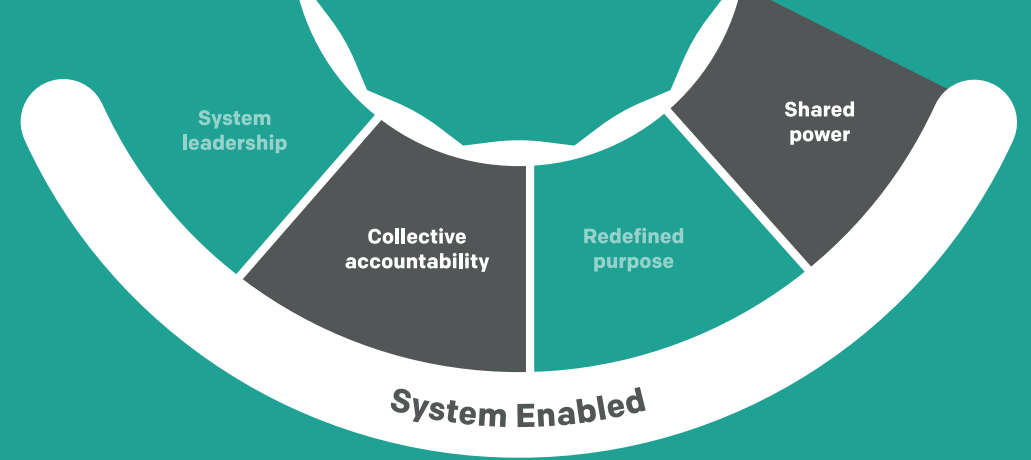 System
leadership
Collective
accountability
Redefined
purpose
Shared
power
System Enabled